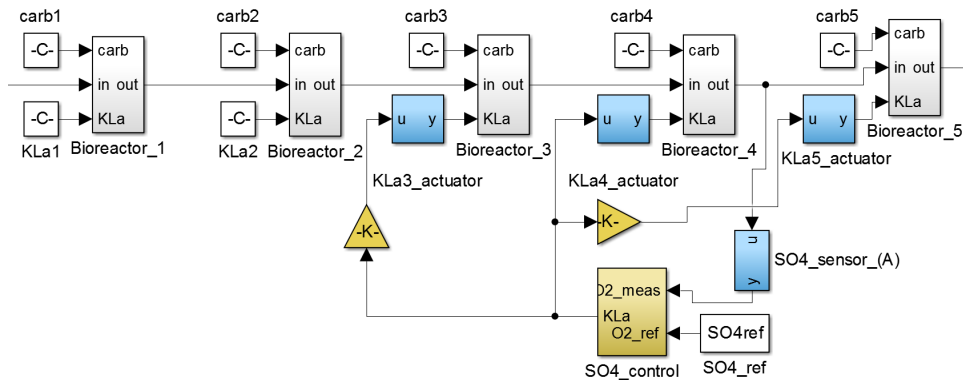 carb1
carb2
carb3
carb4
carb5
-C-
-C-
-C-
-C-
-C-
carb
in out
KLa
carb
in out
KLa
carb
in out
KLa
carb
in out
KLa
carb
in out
KLa
-C-
-C-
u y
u y
u y
KLa1
Bioreactor_1
KLa2
Bioreactor_2
Bioreactor_3
Bioreactor_4
Bioreactor_5
KLa3_actuator
KLa4_actuator
KLa5_actuator
-K-
-K-
u
y
SO4_sensor_(A)
O2_meas
KLa
O2_ref
SO4ref
SO4_control
SO4_ref